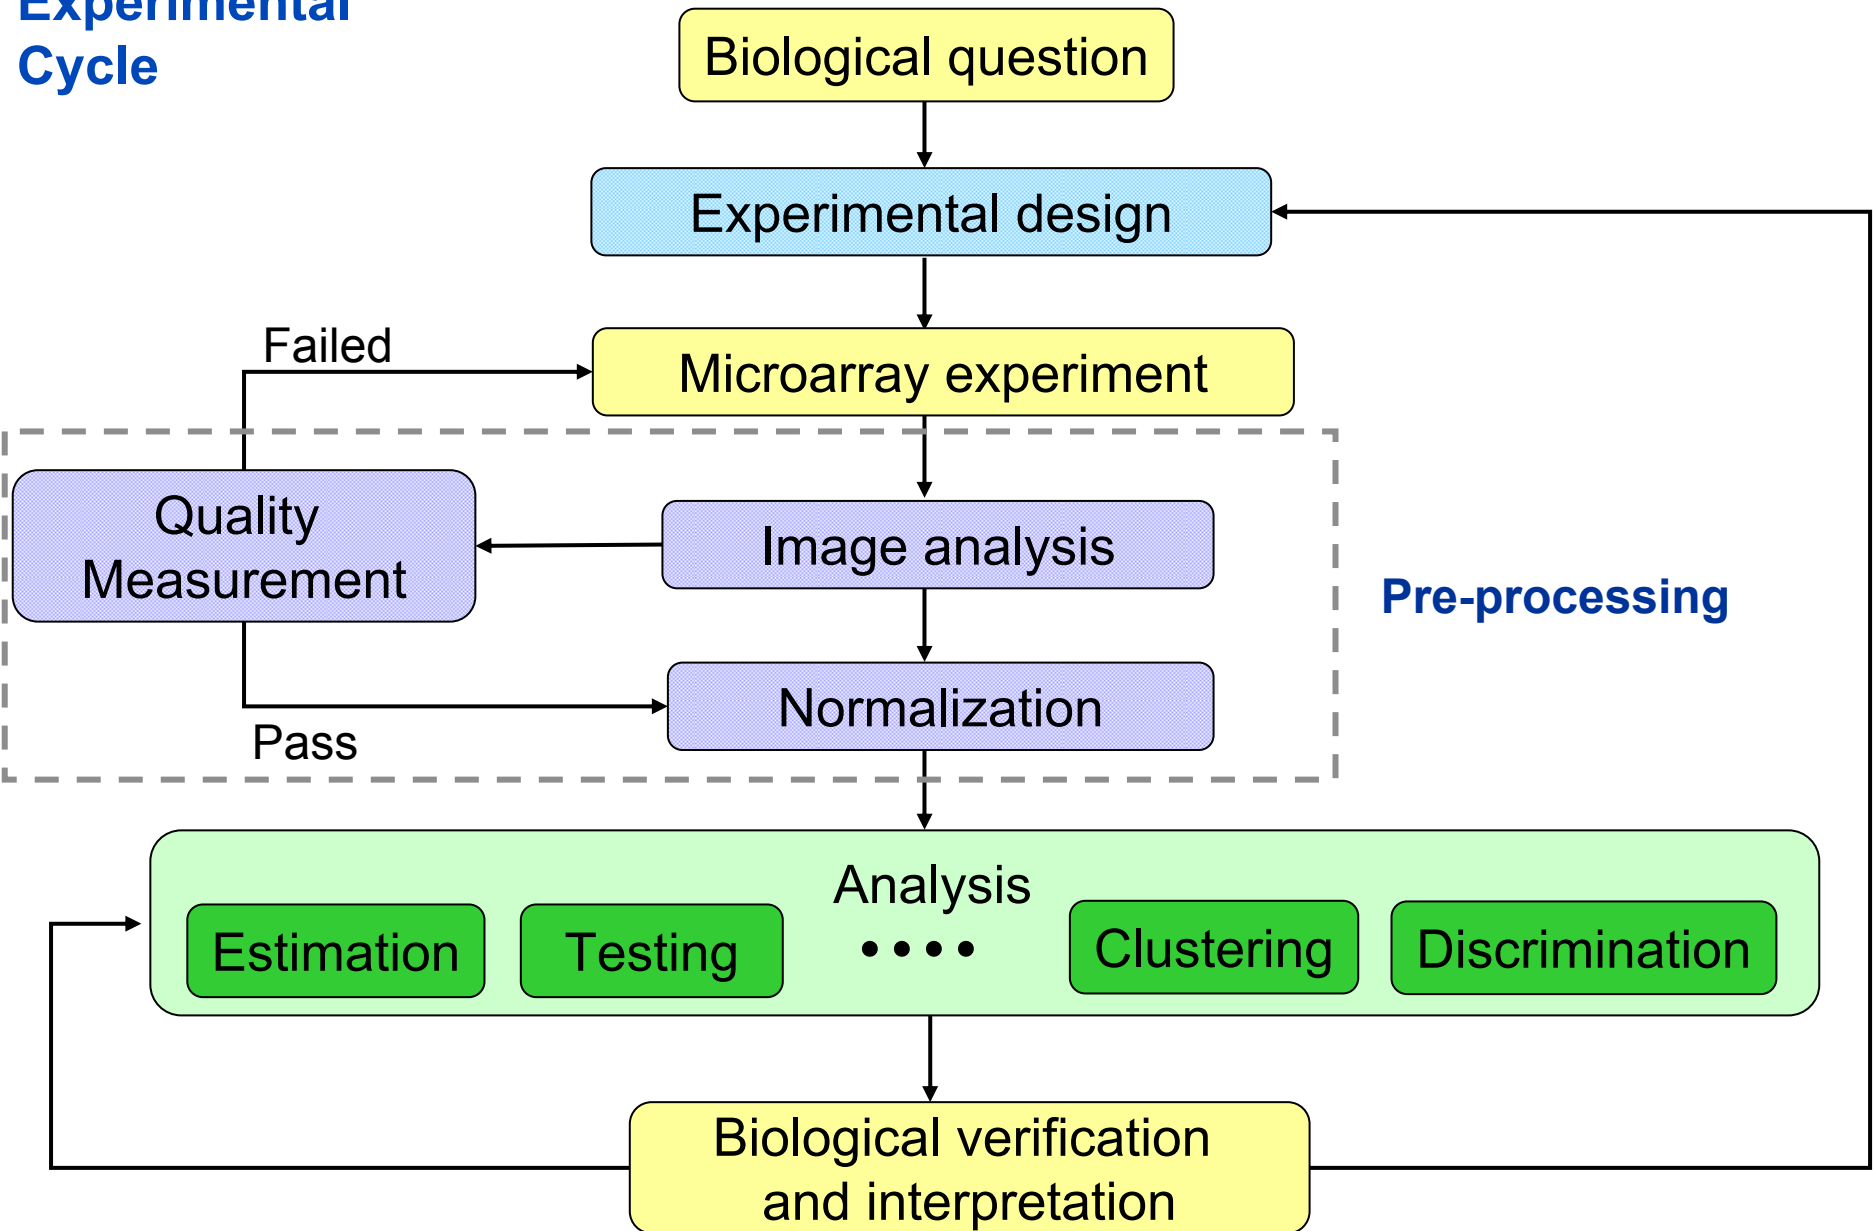 Experimental
Cycle
Biological question
Experimental design
Failed
Microarray experiment
Quality
Measurement
Image analysis
Pre-processing
Normalization
Pass
Analysis
Estimation
Testing
••••
Clustering
Discrimination
Biological verification
and interpretation